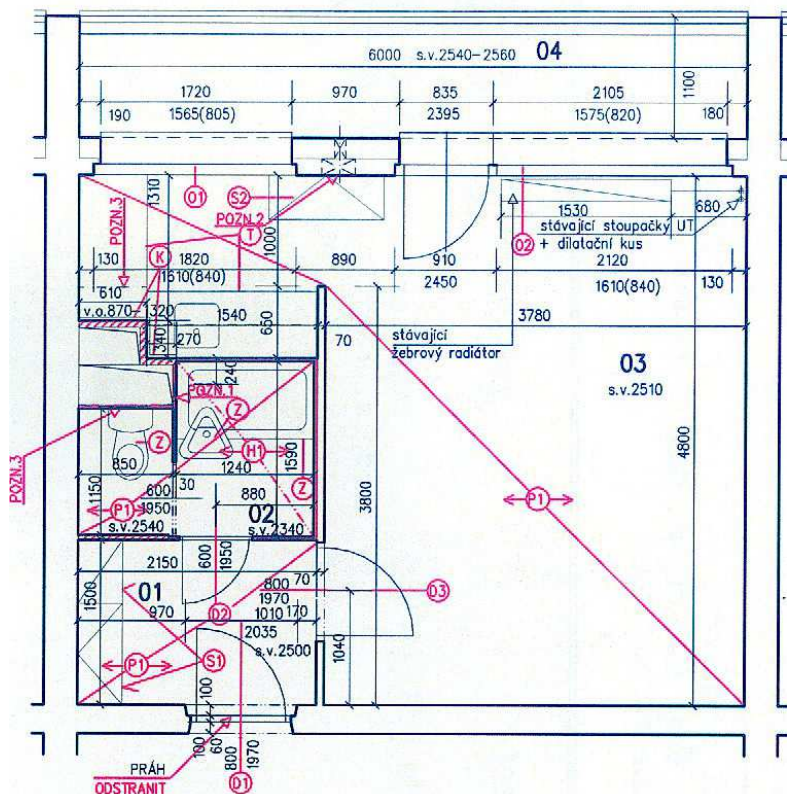 6000 s.v.2540-2560 04
1100
1720 970 835 2105
190 1565(805) 2395 1575(820) 180
1310
O1 S2
POZN.2
POZN.3
T
K
1000
1530 680
stávající stoupačky UT
+ dilatační kus
O2
130 1820 890 910 2120
1610(840) 2450 1610(840) 130
610
v.o.870-1320
1540
3780
340 270
650
70
stávající
žebrový radiátor
03
s.v.2510
240
POZN.1
Z
Z
H1
850 1240
1590
4800
POZN.3
1150
600 30
1950
880
Z
3800
P1
P1
02
s.v.2540 s.v.2340
2150
600
1950
70
1500
01
800
1970
D3
970 D2 1010 170
2035
s.v.2500
P1 S1
1040
100
100
60
800
1970
PRÁH
ODSTRANIT
D1